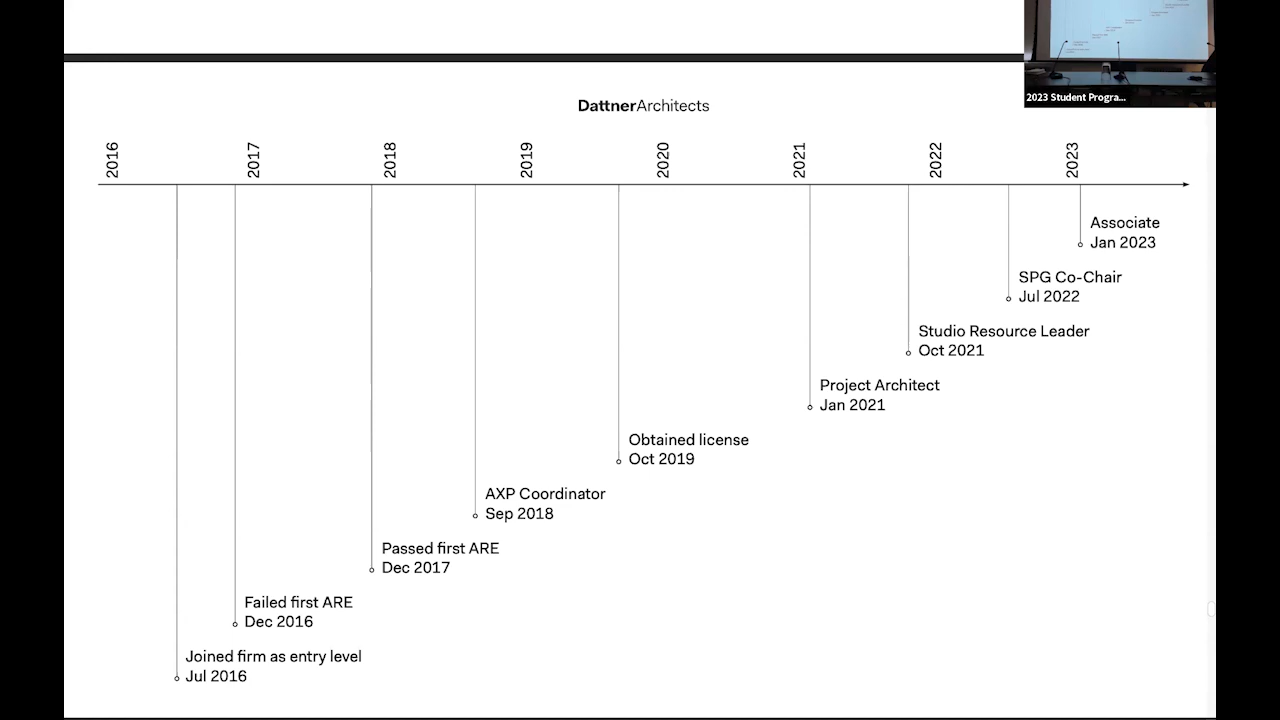 2023 Student Progra...
DattnerArchitects
2016
2017
2018
2019
2020
2021
2022
2023
Associate
Jan 2023
SPG Co-Chair
Jul 2022
Studio Resource Leader
Oct 2021
Project Architect
Jan 2021
Obtained license
Oct 2019
AXP Coordinator
Sep 2018
Passed first ARE
Dec 2017
Failed first ARE
Dec 2016
Joined firm as entry level
Jul 2016